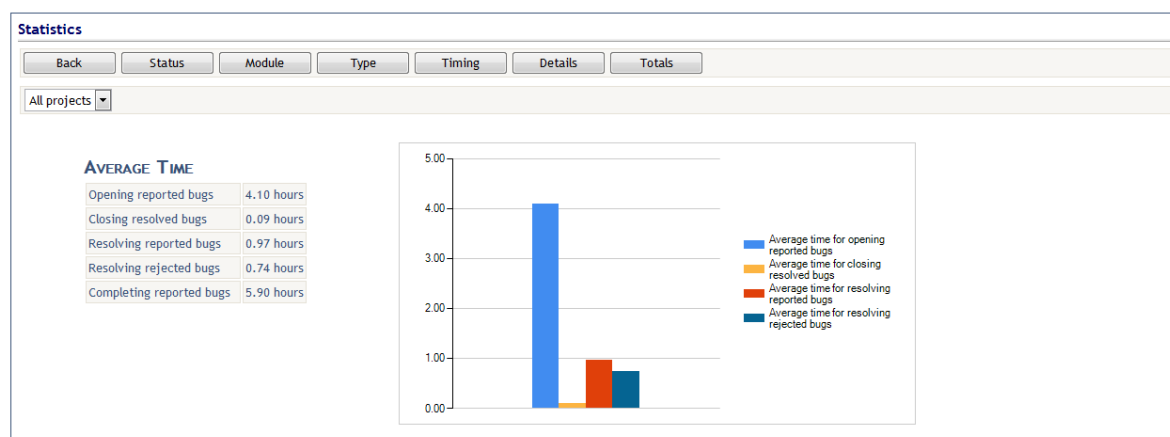 Statistics
Back Status Module Type Timing Details Totals
All projects
AVERAGE TIME
Opening reported bugs 4.10 hours
Closing resolved bugs 0.09 hours
Resolving reported bugs 0.97 hours
Resolving rejected bugs 0.74 hours
Completing reported bugs 5.90 hours
5.00
4.00
3.00
2.00
1.00
0.00
Average time for opening
reported bugs
Average time for closing
resolved bugs
Average time for resolving
reported bugs
Average time for resolving
rejected bugs